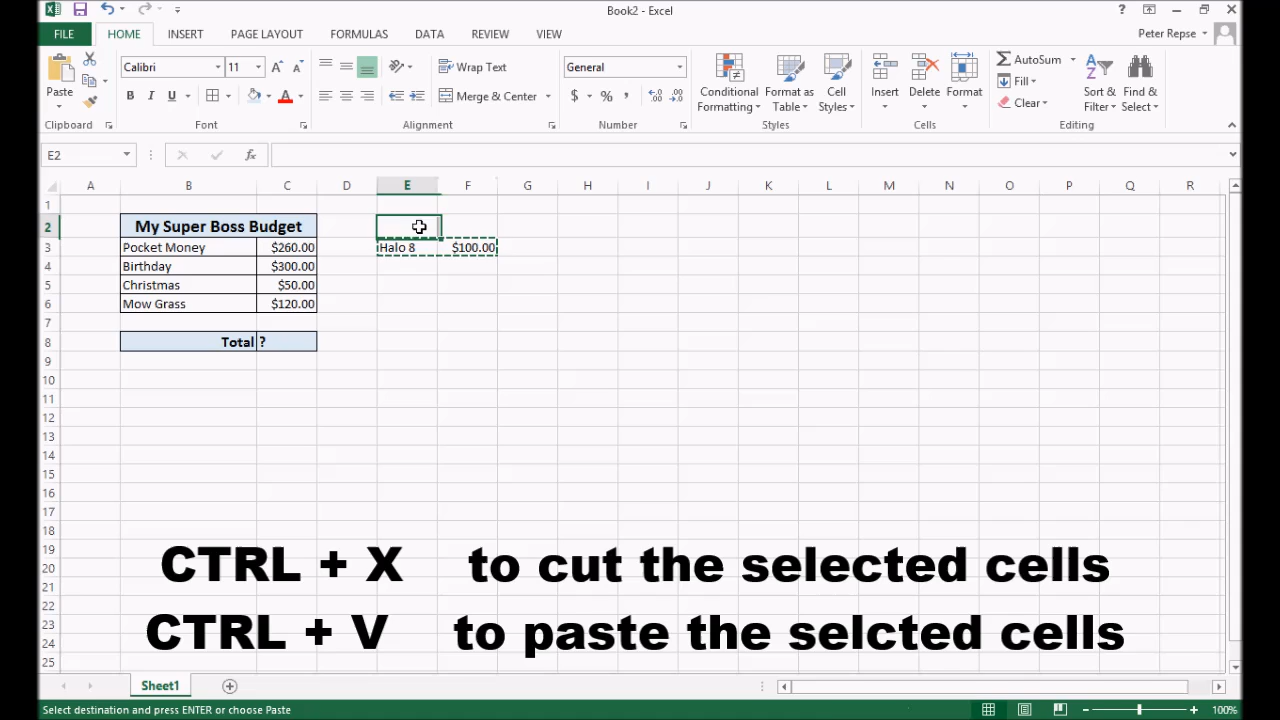 Book2 - Excel
?
FILE HOME INSERT PAGE LAYOUT FORMULAS DATA REVIEW VIEW Peter Repse
Calibri 11 Wrap Text General AutoSum
Paste Conditional Formatting Format as Table Cell Styles Insert Delete Format Fill Sort & Filter Find & Select
B I U Merge & Center $ % , Clear
Clipboard Font Alignment Number Styles Cells Editing
E2 fx
A B C D E F G H I J K L M N O P Q R
1
2 My Super Boss Budget
3 Pocket Money $260.00 Halo 8 $100.00
4 Birthday $300.00
5 Christmas $50.00
6 Mow Grass $120.00
7
8 Total ?
9
10
11
12
13
14
15
16
17
18
19
20
21
22
23
24
25
CTRL + X to cut the selected cells
CTRL + V to paste the selcted cells
Sheet1
Select destination and press ENTER or choose Paste 100%